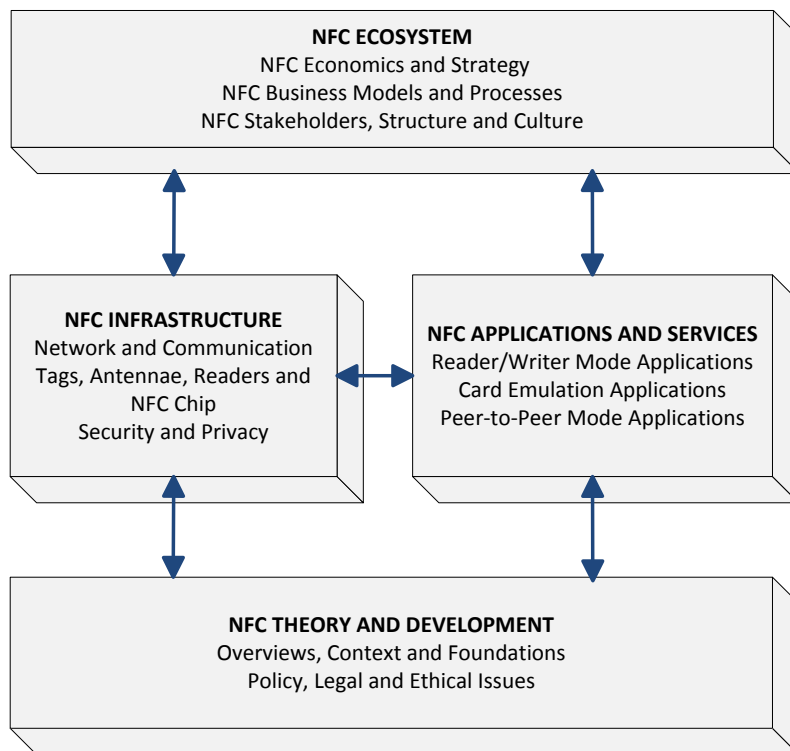 NFC ECOSYSTEM
NFC Economics and Strategy
NFC Business Models and Processes
NFC Stakeholders, Structure and Culture
NFC INFRASTRUCTURE
Network and Communication
Tags, Antennae, Readers and
NFC Chip
Security and Privacy
NFC APPLICATIONS AND SERVICES
Reader/Writer Mode Applications
Card Emulation Applications
Peer-to-Peer Mode Applications
NFC THEORY AND DEVELOPMENT
Overviews, Context and Foundations
Policy, Legal and Ethical Issues